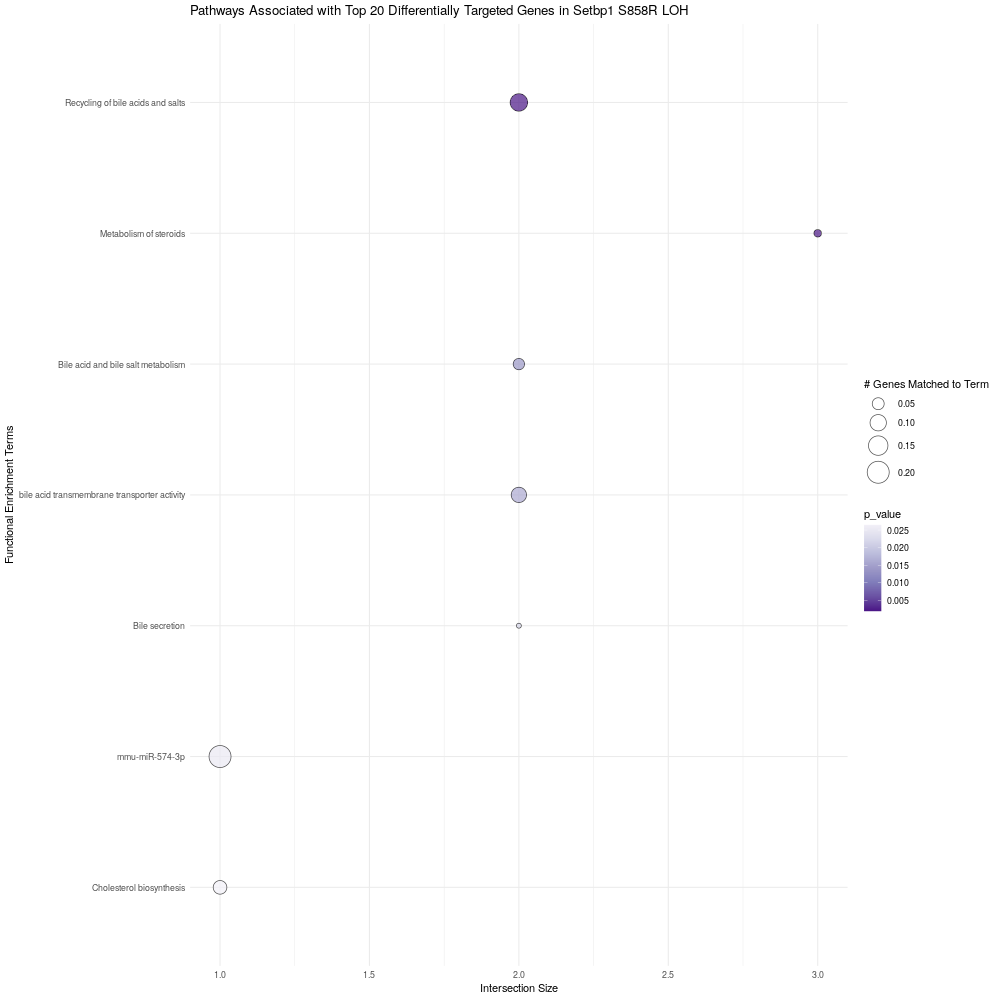 Pathways Associated with Top 20 Differentially Targeted Genes in Setbp1 S858R LOH
Functional Enrichment Terms
Recycling of bile acids and salts
Metabolism of steroids
Bile acid and bile salt metabolism
bile acid transmembrane transporter activity
Bile secretion
mmu-miR-574-3p
Cholesterol biosynthesis
1.0
1.5
2.0
2.5
3.0
Intersection Size
# Genes Matched to Term
0.05
0.10
0.15
0.20
p_value
0.025
0.020
0.015
0.010
0.005